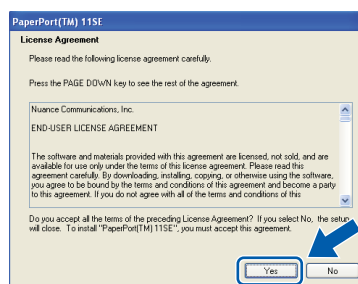 PaperPort(TM) 11SE
License Agreement
Please read the following license agreement carefully.
Press the PAGE DOWN key to see the rest of the agreement.
Nuance Communications, Inc.
END-USER LICENSE AGREEMENT
The software and materials provided with this agreement are licensed, not sold, and are
available for use only under the terms of this license agreement. Please read this
agreement carefully. By downloading, installing, copying, or otherwise using the software,
you agree to be bound by the terms and conditions of this agreement and become a party
to this agreement. If you do not agree with all of the terms and conditions of this
Do you accept all the terms of the preceding License Agreement? If you select No, the setup
will close. To install "PaperPort(TM) 11SE", you must accept this agreement.
Yes
No